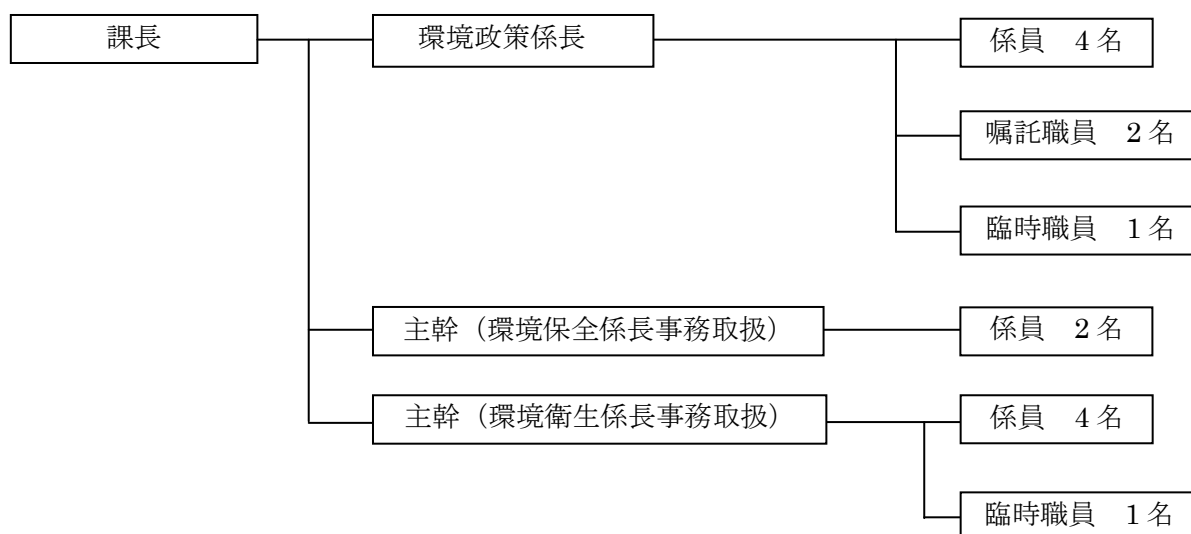 課長
環境政策係長
係員　4名
嘱託職員　2名
臨時職員　1名
主幹（環境保全係長事務取扱）
係員　2名
主幹（環境衛生係長事務取扱）
係員　4名
臨時職員　1名